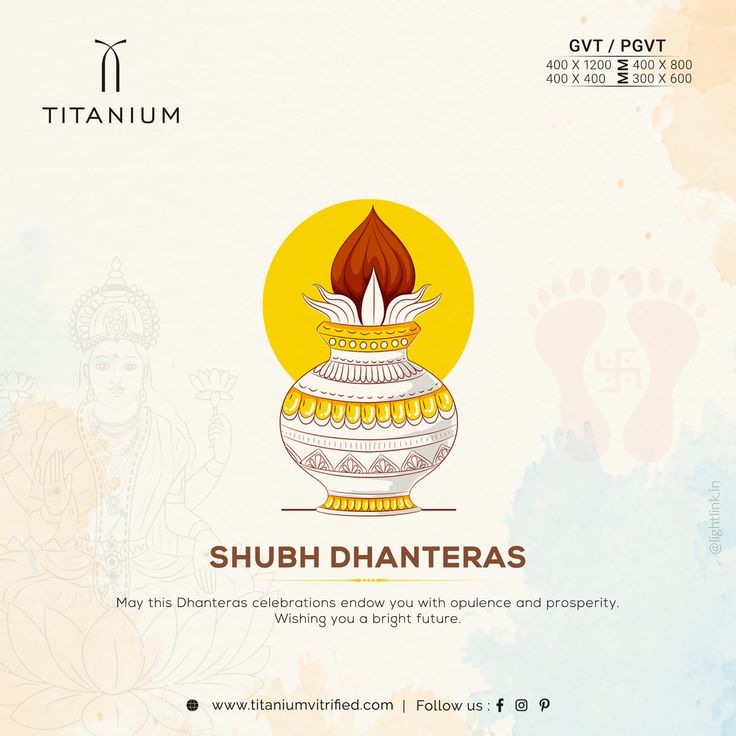 TITANIUM
GVT / PGVT
400 X 1200 MM 400 X 800
400 X 400 300 X 600
@lightlink.in
SHUBH DHANTERAS
May this Dhanteras celebrations endow you with opulence and prosperity.
Wishing you a bright future.
www.titaniumvitrified.com | Follow us :